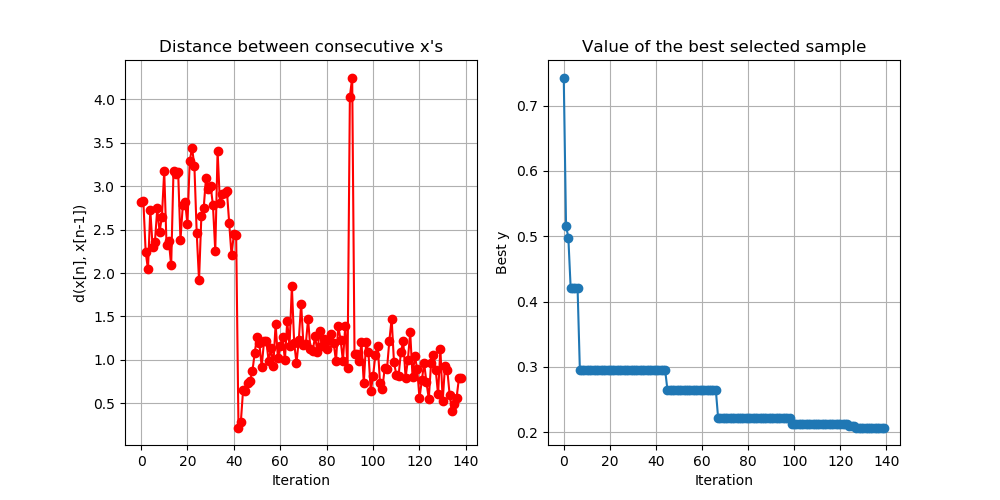 Distance between consecutive x's
d(x[n], x[n-1])
4.0
3.5
3.0
2.5
2.0
1.5
1.0
0.5
0 20 40 60 80 100 120 140
Iteration
Value of the best selected sample
Best y
0.7
0.6
0.5
0.4
0.3
0.2
0 20 40 60 80 100 120 140
Iteration